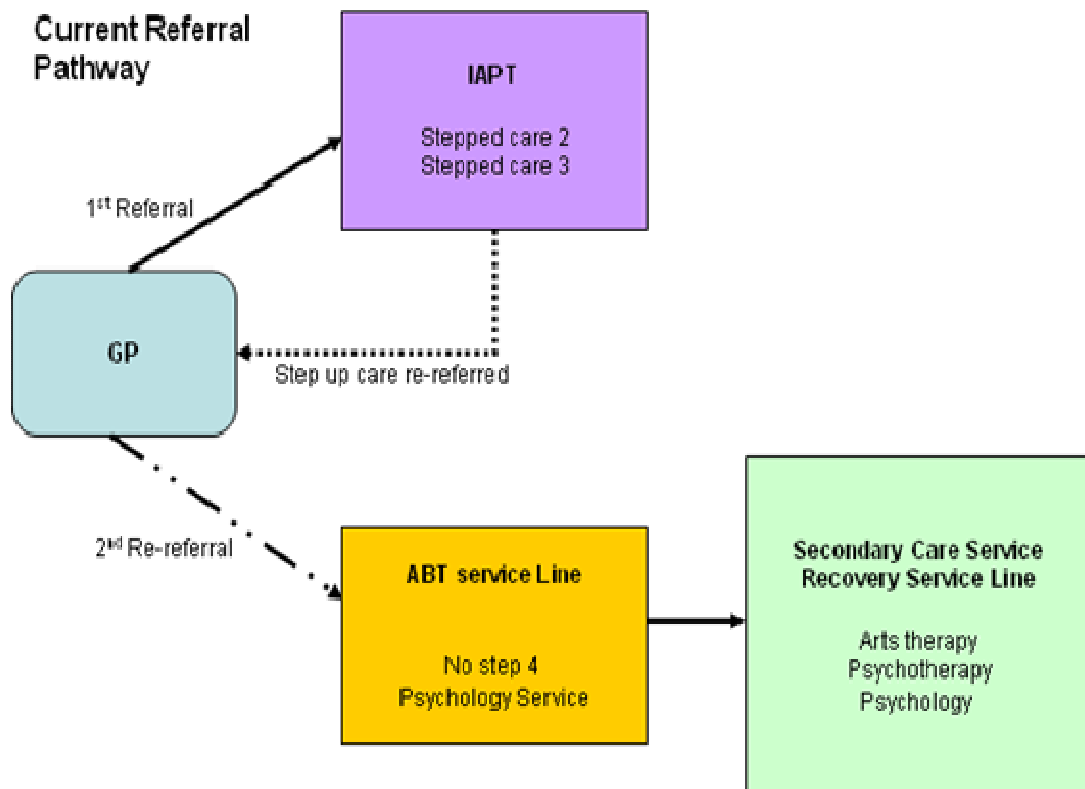 Current Referral
Pathway
IAPT
Stepped care 2
Stepped care 3
1st Referral
GP
Step up care re-referred
2nd Re-referral
ABT service Line
No step 4
Psychology Service
Secondary Care Service
Recovery Service Line
Arts therapy
Psychotherapy
Psychology